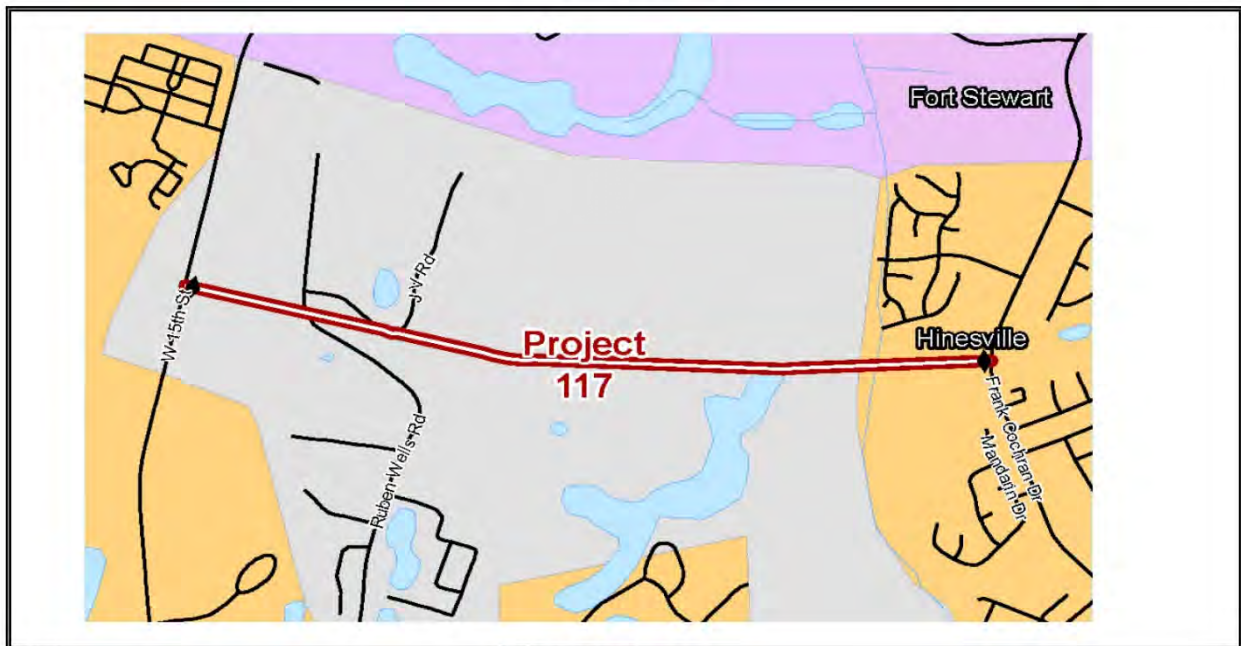 Fort Stewart
J V Rd
W 15th St
Hinesville
Project
117
Frank Cochran Dr
Mandarin Dr
Ruben Wells Rd